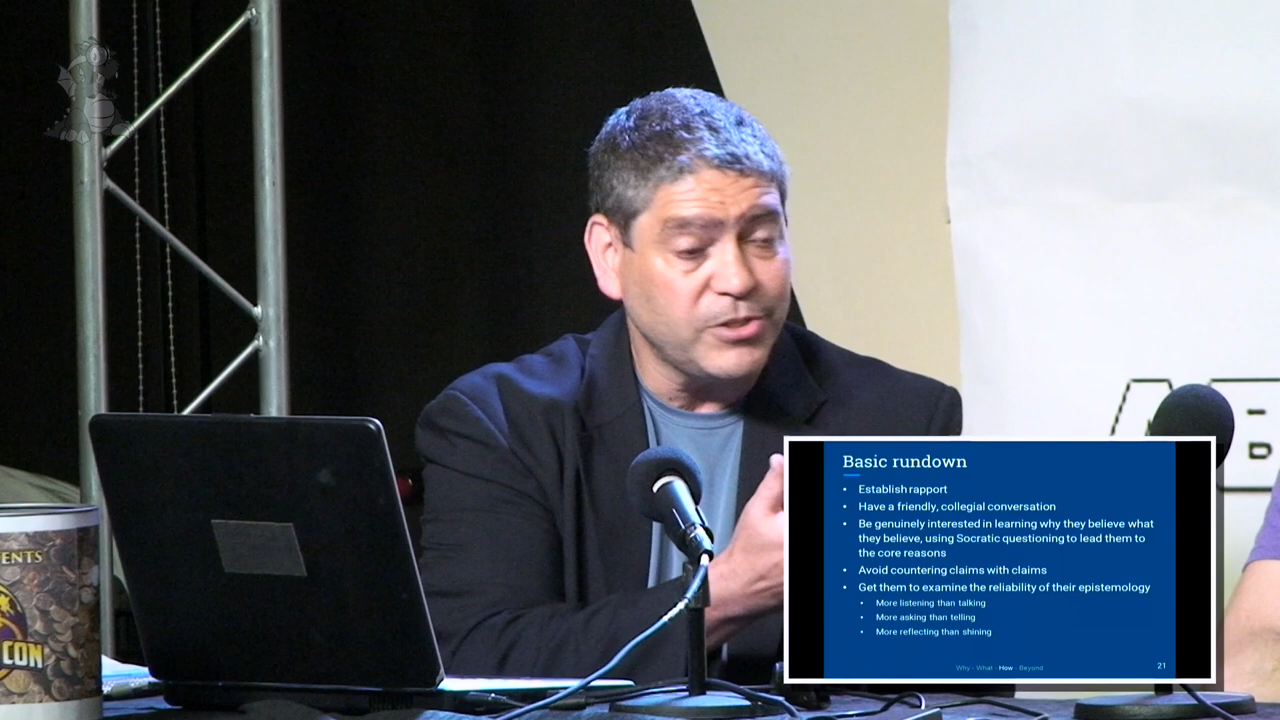 Basic rundown
• Establish rapport
• Have a friendly, collegial conversation
• Be genuinely interested in learning why they believe what
they believe, using Socratic questioning to lead them to
the core reasons
• Avoid countering claims with claims
• Get them to examine the reliability of their epistemology
• More listening than talking
• More asking than telling
• More reflecting than shining
Why - What - How - Beyond
21
ENTS
CON